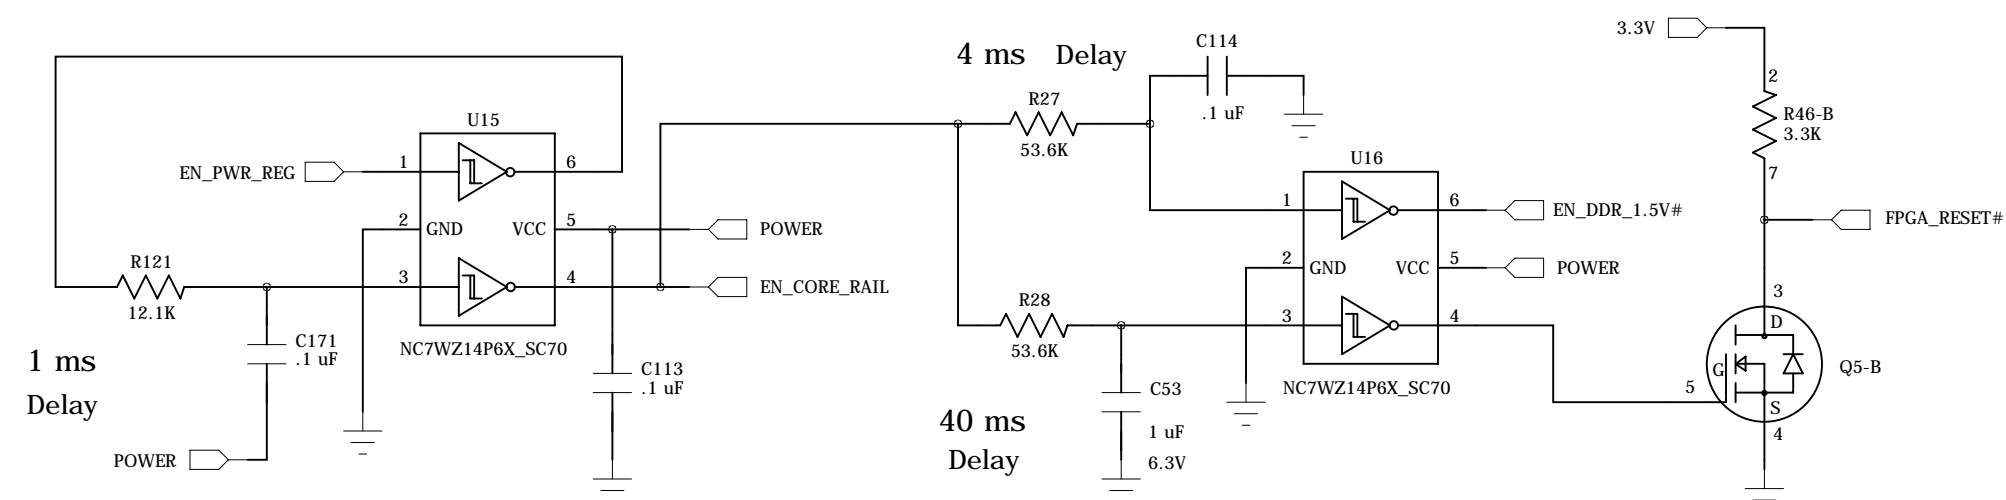 3.3V
4 ms Delay
C114
.1 uF
R27
53.6K
2
R46-B
3.3K
7
U15
EN_PWR_REG
1
6
2
GND
VCC
5
POWER
3
4
EN_CORE_RAIL
NC7WZ14P6X_SC70
R121
12.1K
C171
.1 uF
1 ms
Delay
POWER
C113
.1 uF
U16
1
6
EN_DDR_1.5V#
2
GND
VCC
5
POWER
3
4
NC7WZ14P6X_SC70
FPGA_RESET#
R28
53.6K
C53
1 uF
6.3V
40 ms
Delay
3
D
G
S
5
4
Q5-B